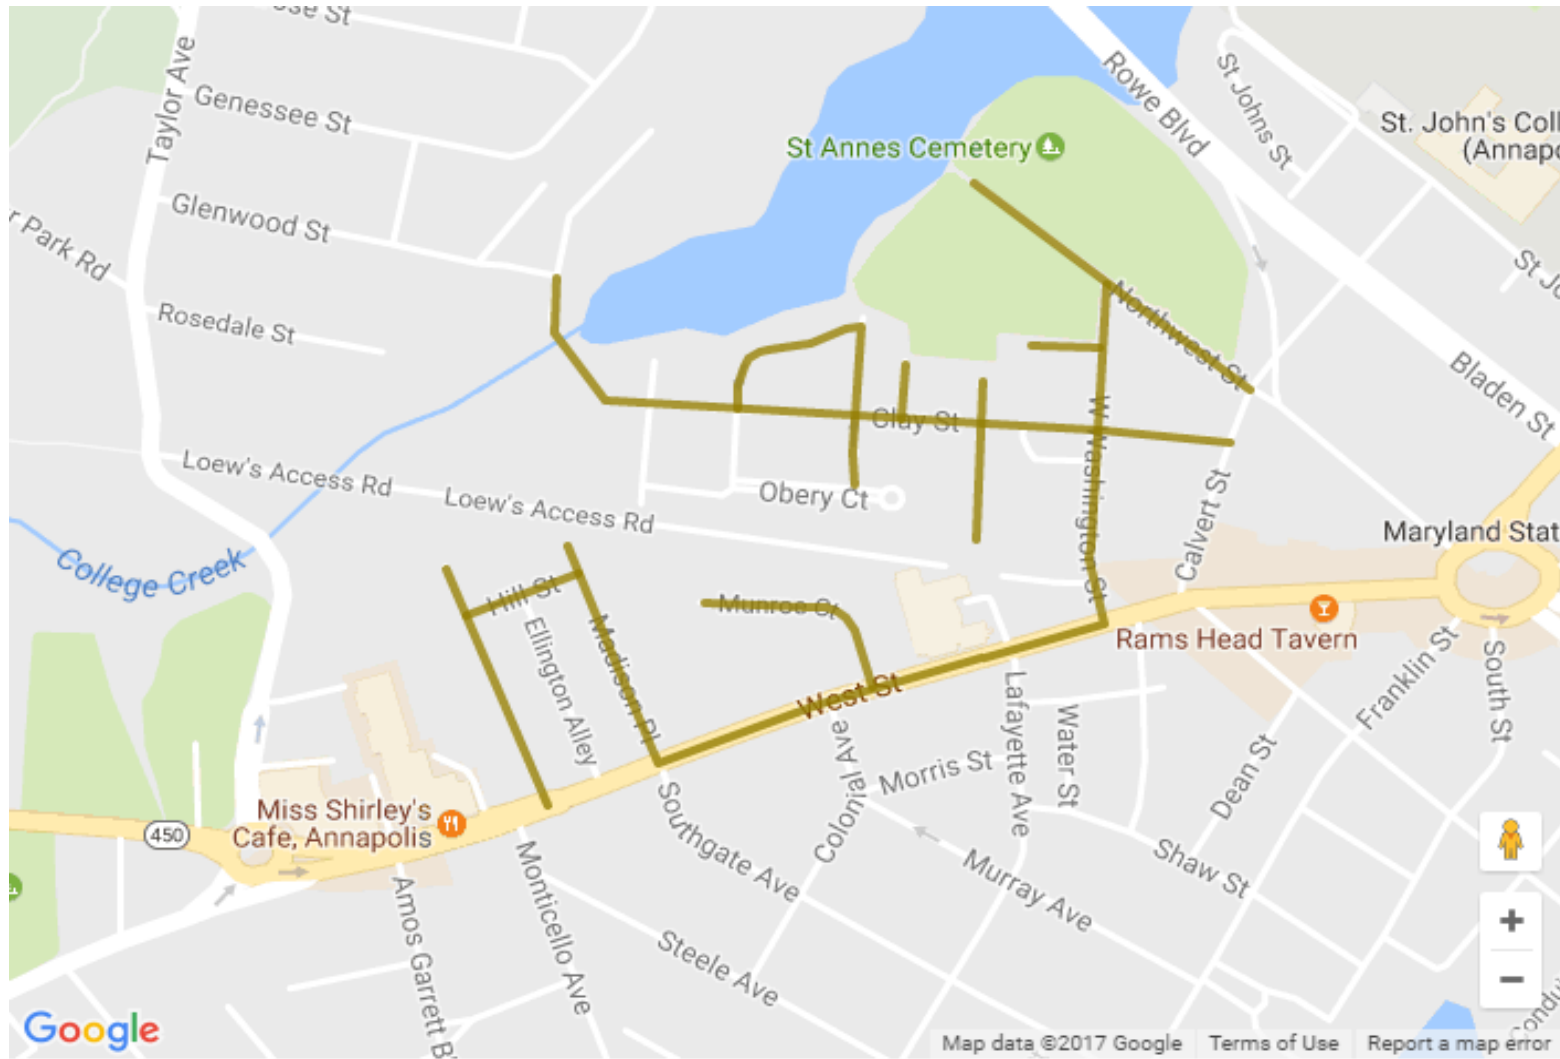 ose St
Taylor Ave
Genessee St
Glenwood St
r Park Rd
Rosedale St
St Annes Cemetery
Rowe Blvd
St Johns St
St. John's Coll
(Annapo
St Jo
Northwest St
Bladen St
Clay St
W Washington St
Loew's Access Rd
Loew's Access Rd
Obery Ct
Calvert St
Maryland Stat
College Creek
Hill St
Ellington Alley
Madison Pl
Munroe Ct
West St
Rams Head Tavern
Franklin St
South St
Lafayette Ave
Water St
Dean St
Colonial Ave
Morris St
Shaw St
Murray Ave
Miss Shirley's
Cafe, Annapolis
450
Southgate Ave
Monticello Ave
Amos Garrett B
Steele Ave
Condu
Google
Map data ©2017 Google
Terms of Use
Report a map error